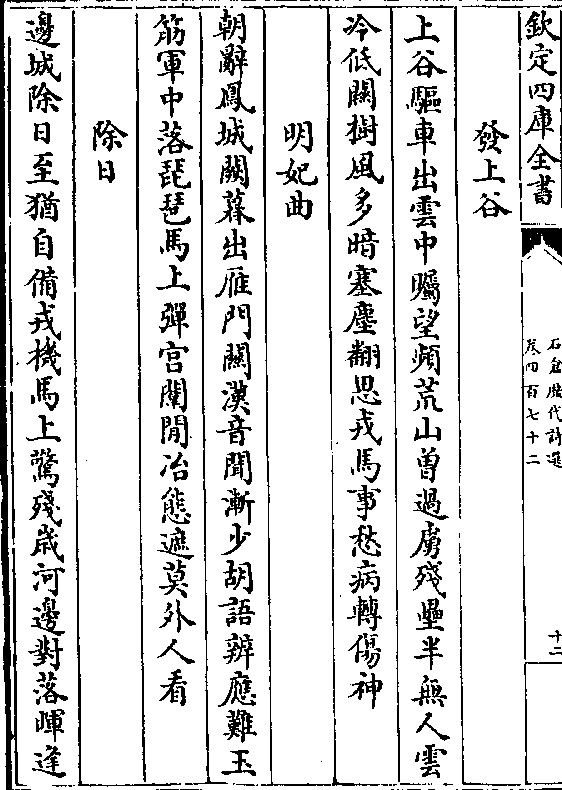 欽定四庫全書
石倉歷代詩選
卷四百七十二
十二
發上谷
上谷驅車出雲中矚望頻荒山曽過虜殘壘半無人雲
冷低關樹風多暗塞塵翻思戎馬事愁病轉傷神
明妃曲
朝辭鳳城闕暮出雁門關漢音聞漸少胡語辨應難玉
筯軍中落琵琶馬上彈宫闈閒冶態遮莫外人看
除日
邊城除日至猶自備戎機馬上驚殘歳河邊對落暉逢